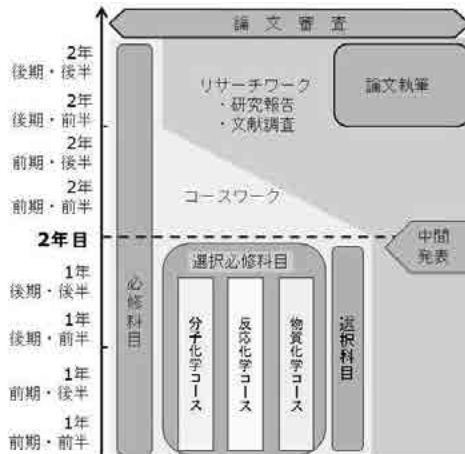 論文審査
2年
後期・後半
2年
後期・前半
2年
前期・後半
2年
前期・前半
2年目
1年
後期・後半
1年
後期・前半
1年
前期・後半
1年
前期・前半
リサーチワーク
・研究報告
・文献調査
論文執筆
コースワーク
中間
発表
必修科目
選択必修科目
分子化学コース
反応化学コース
物質化学コース
選択科目